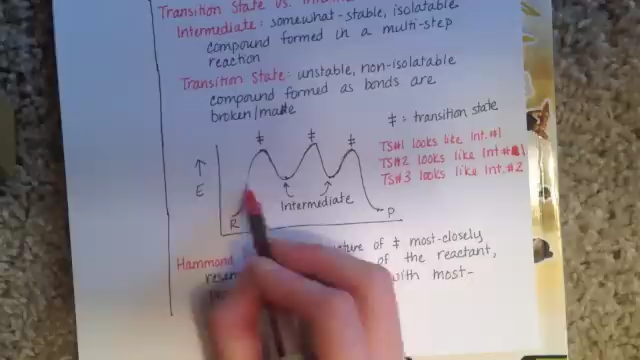 Transition State vs.
Intermediate: somewhat-stable, isolatable
compound formed in a multi-step
reaction
Transition State: unstable, non-isolatable
compound formed as bonds are
broken/made
‡ = transition state
‡ ‡ ‡
TS#1 looks like Int. #1
TS#2 looks like Int. #1
TS#3 looks like Int. #2
↑
E
Intermediate
R
P
Hammond of ‡ most-closely
of the reactant,
with most-